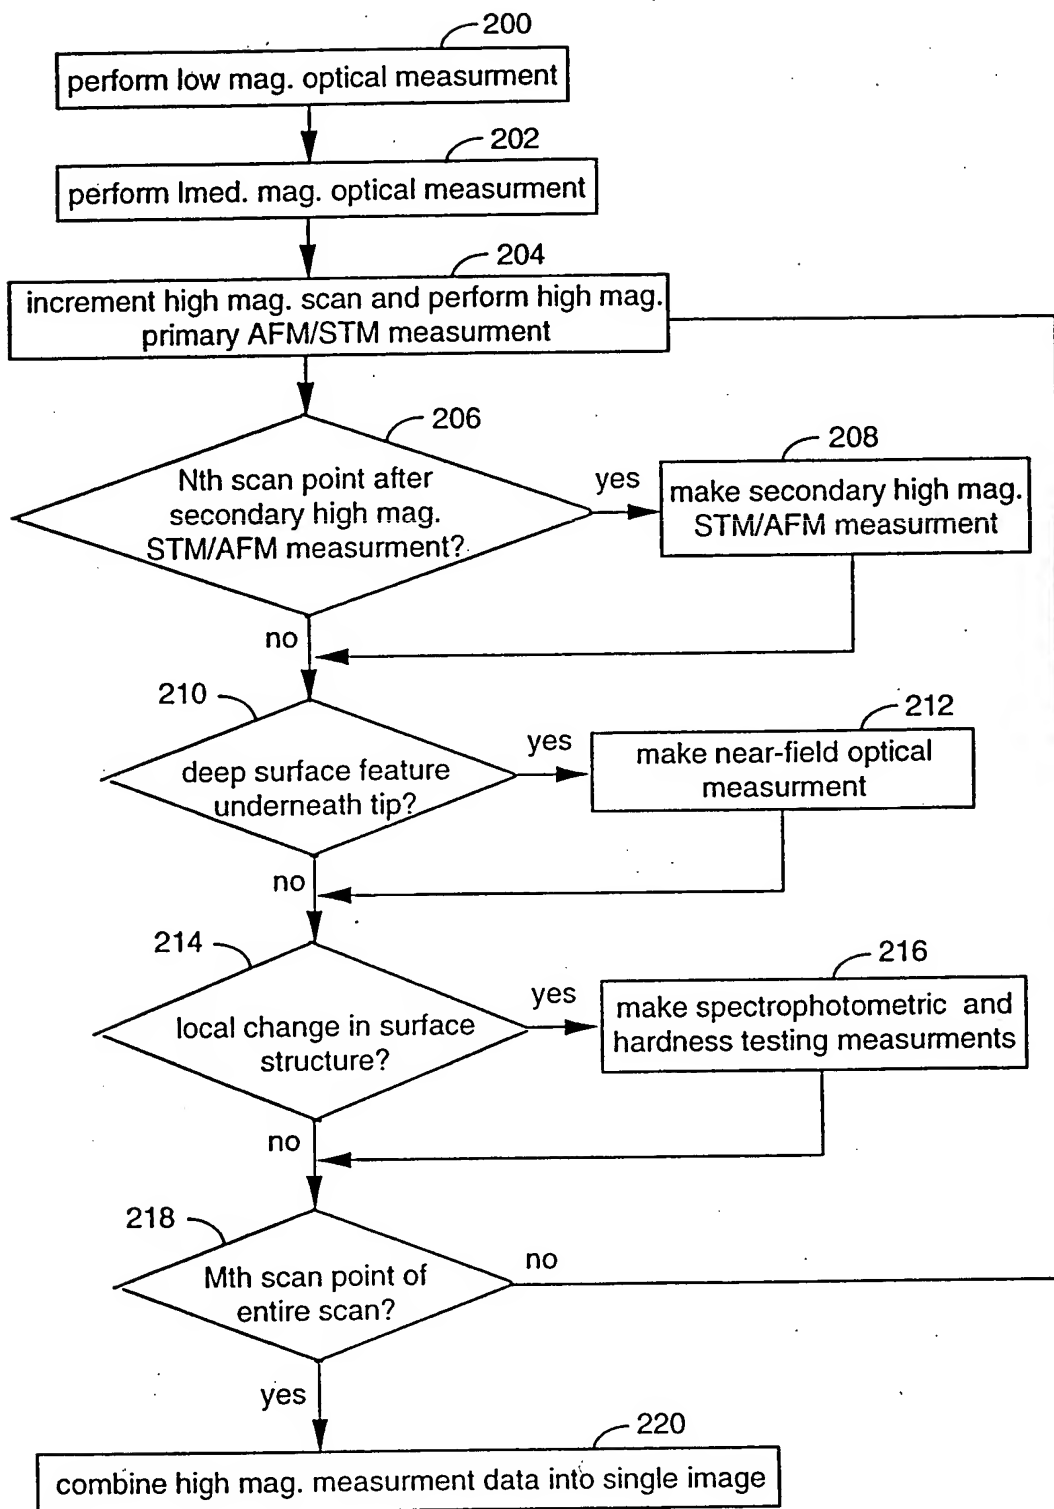 200
perform low mag. optical measurment
202
perform Imed. mag. optical measurment
204
increment high mag. scan and perform high mag.
primary AFM/STM measurment
206
Nth scan point after
secondary high mag.
STM/AFM measurment?
yes
208
make secondary high mag.
STM/AFM measurment
no
210
deep surface feature
underneath tip?
yes
212
make near-field optical
measurment
no
214
local change in surface
structure?
yes
216
make spectrophotometric and
hardness testing measurments
no
218
Mth scan point of
entire scan?
no
yes
220
combine high mag. measurment data into single image